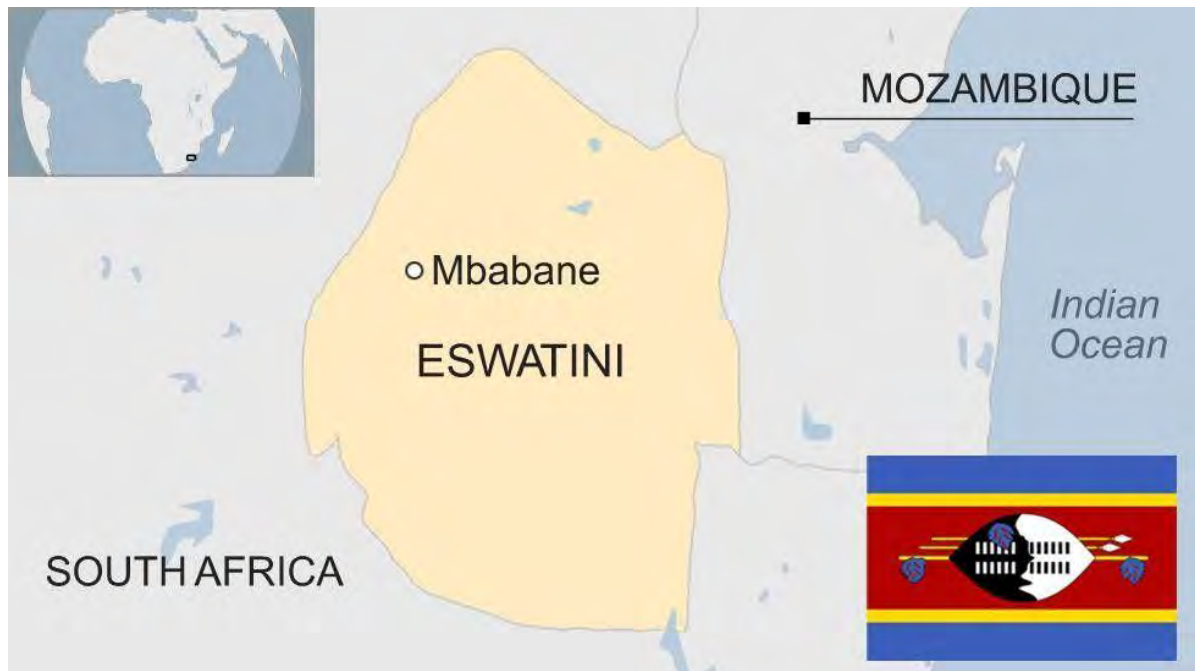 MOZAMBIQUE
Mbabane
Indian
Ocean
ESWATINI
SOUTH AFRICA